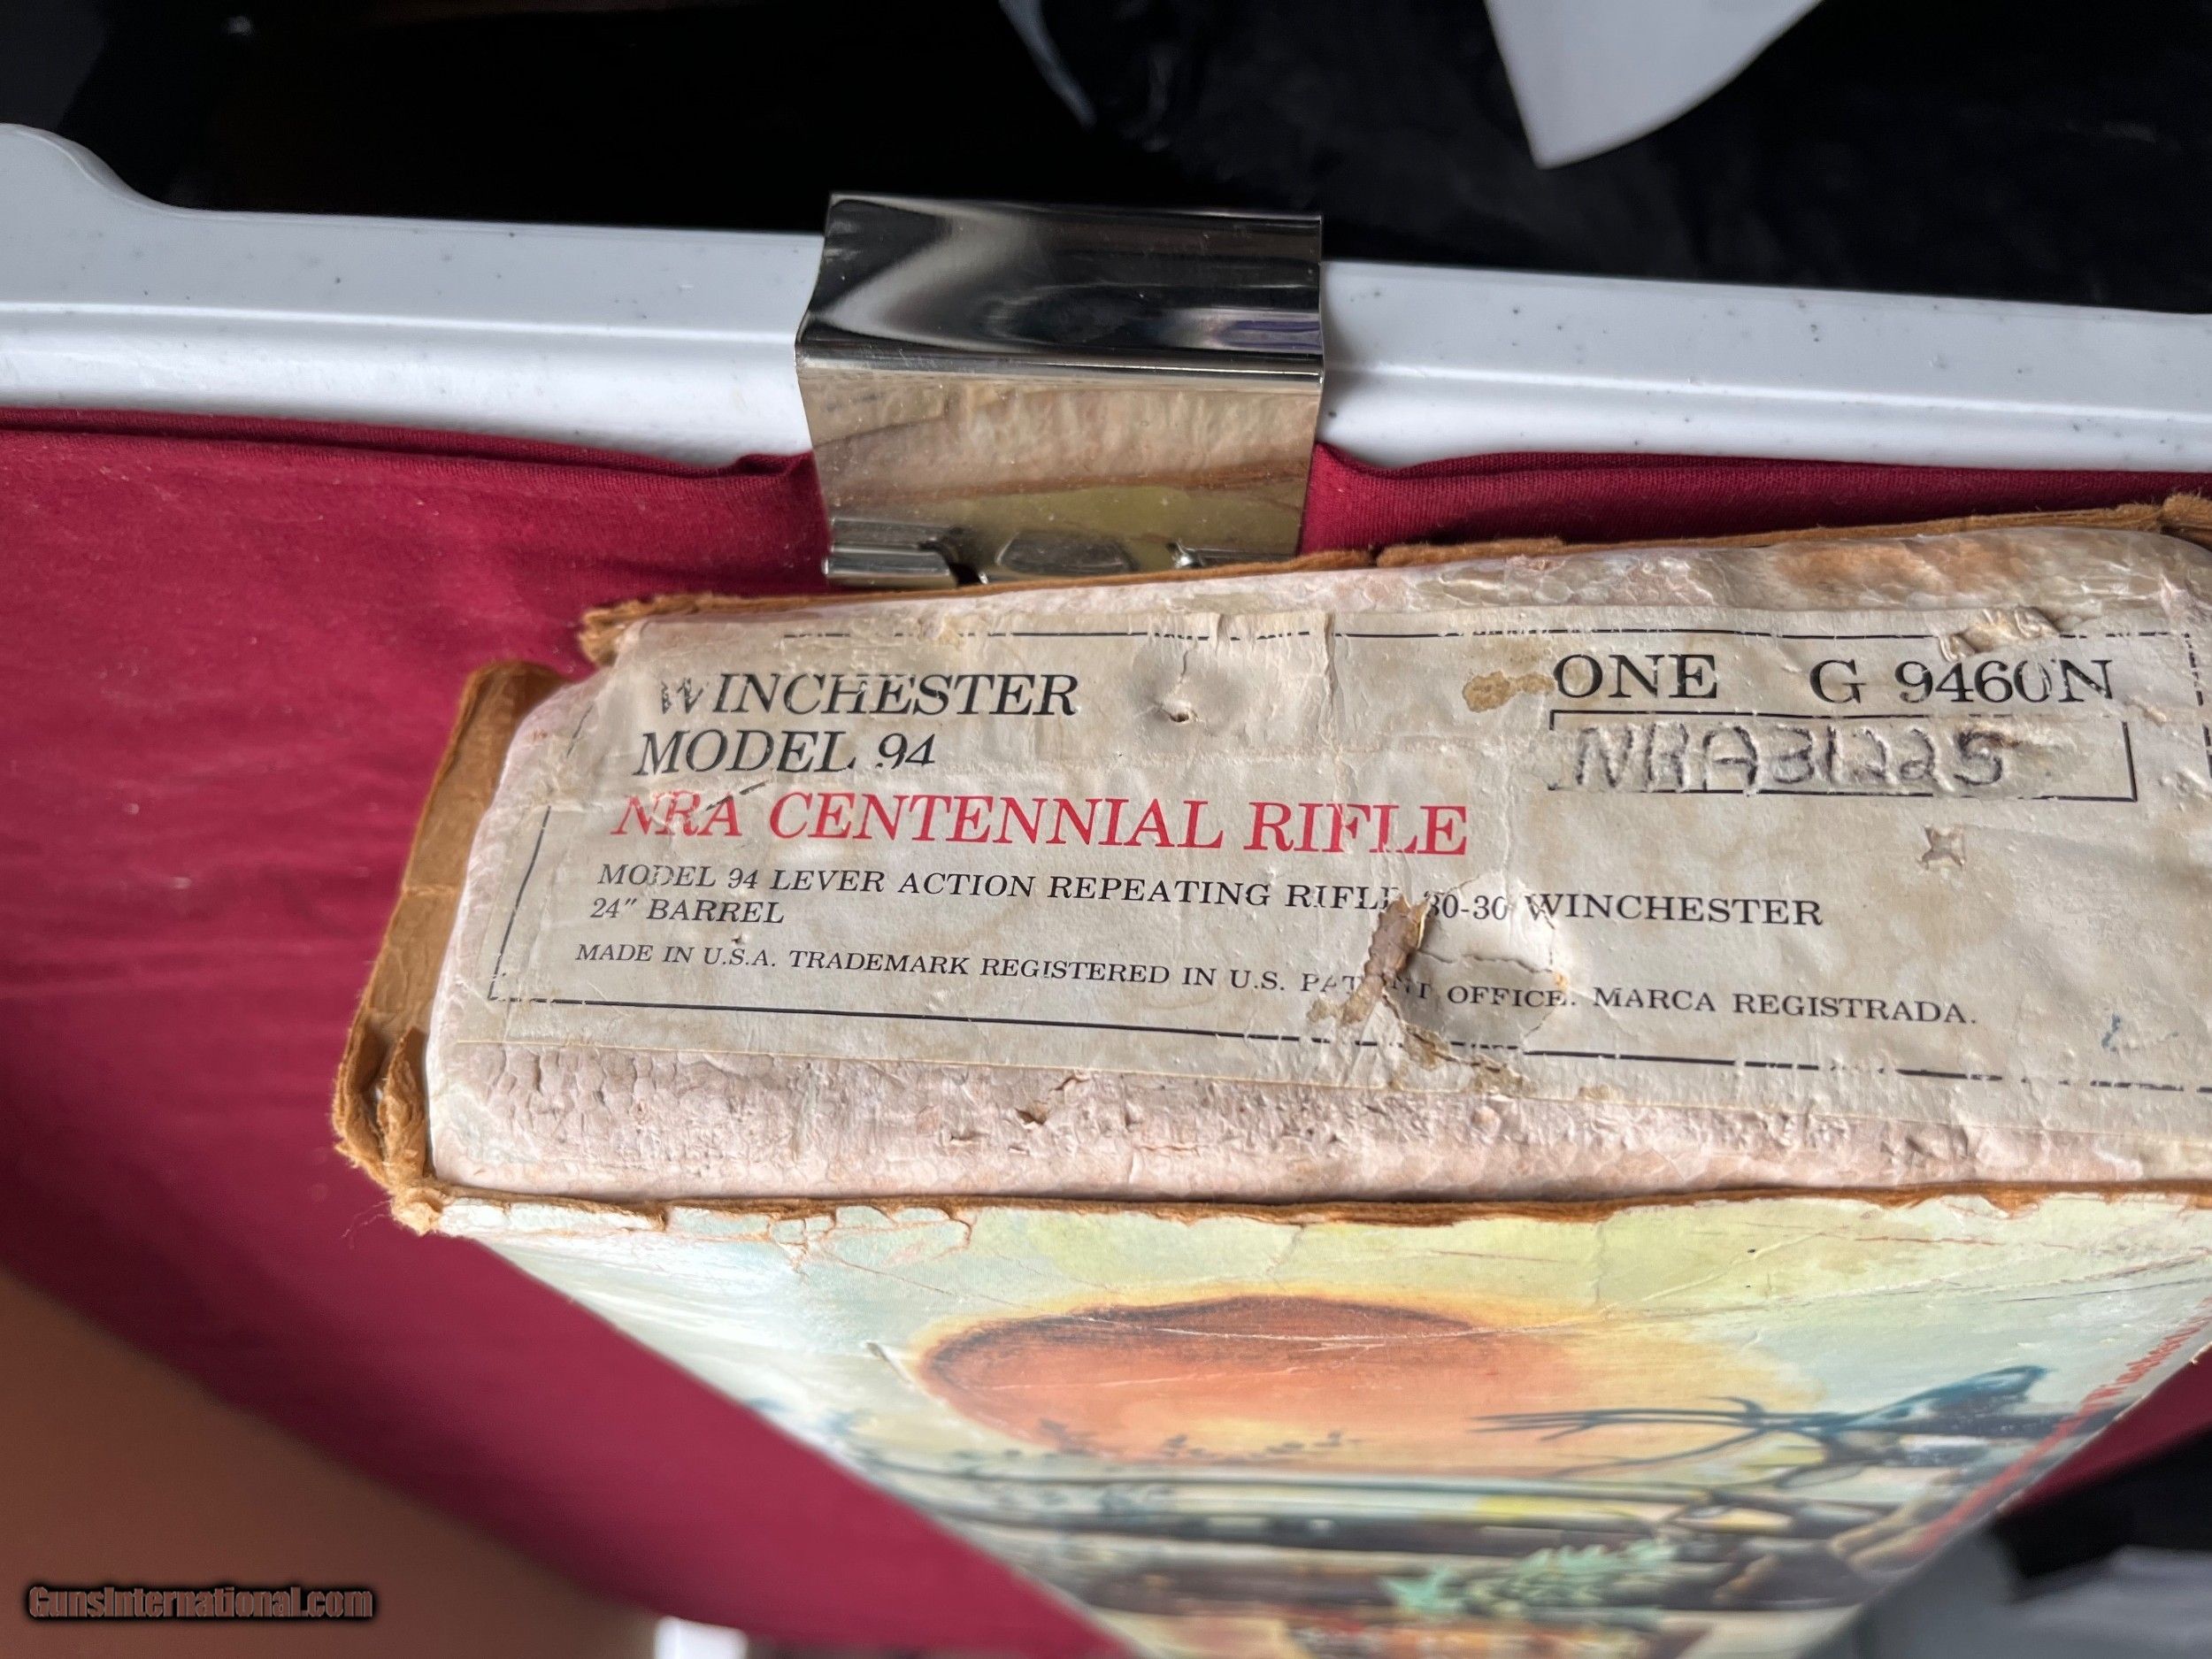 WINCHESTER
MODEL 94
NRA CENTENNIAL RIFLE
ONE G 9460N
NRA31225
MODEL 94 LEVER ACTION REPEATING RIFLE 30-30 WINCHESTER
24" BARREL
MADE IN U.S.A. TRADEMARK REGISTERED IN U.S. PATENT OFFICE. MARCA REGISTRADA.
GunsInternational.com